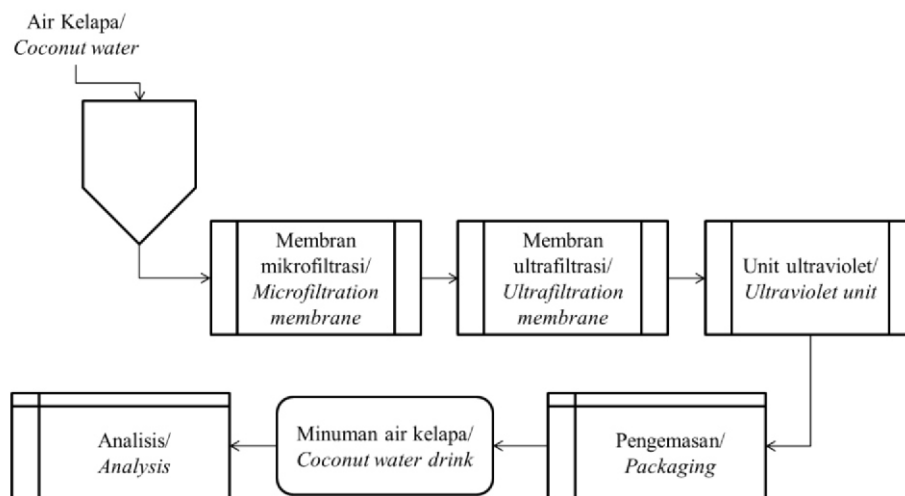 Air Kelapa/
Coconut water
Membran
mikrofiltrasi/
Microfiltration
membrane
Membran
ultrafiltrasi/
Ultrafiltration
membrane
Unit ultraviolet/
Ultraviolet unit
Analisis/
Analysis
Minuman air kelapa/
Coconut water drink
Pengemasan/
Packaging